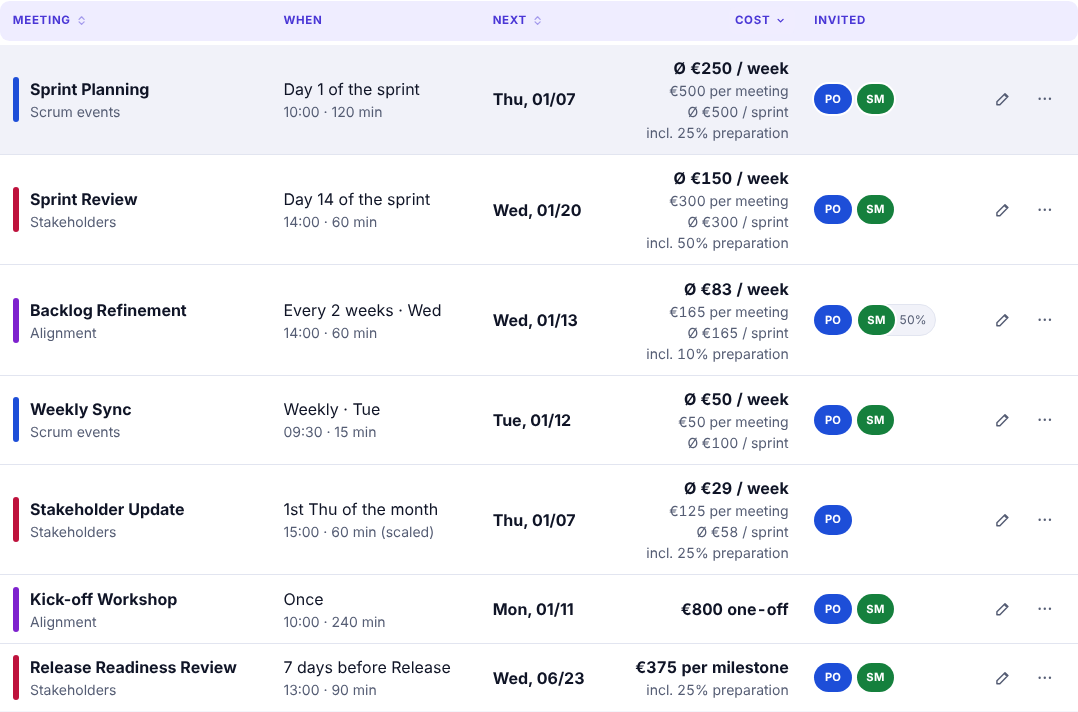 MEETING WHEN NEXT COST INVITED
Sprint Planning
Scrum events
Day 1 of the sprint
10:00 · 120 min
Thu, 01/07
Ø €250 / week
€500 per meeting
Ø €500 / sprint
incl. 25% preparation
PO SM
Sprint Review
Stakeholders
Day 14 of the sprint
14:00 · 60 min
Wed, 01/20
Ø €150 / week
€300 per meeting
Ø €300 / sprint
incl. 50% preparation
PO SM
Backlog Refinement
Alignment
Every 2 weeks · Wed
14:00 · 60 min
Wed, 01/13
Ø €83 / week
€165 per meeting
Ø €165 / sprint
incl. 10% preparation
PO SM 50%
Weekly Sync
Scrum events
Weekly · Tue
09:30 · 15 min
Tue, 01/12
Ø €50 / week
€50 per meeting
Ø €100 / sprint
PO SM
Stakeholder Update
Stakeholders
1st Thu of the month
15:00 · 60 min (scaled)
Thu, 01/07
Ø €29 / week
€125 per meeting
Ø €58 / sprint
incl. 25% preparation
PO
Kick-off Workshop
Alignment
Once
10:00 · 240 min
Mon, 01/11
€800 one-off
PO SM
Release Readiness Review
Stakeholders
7 days before Release
13:00 · 90 min
Wed, 06/23
€375 per milestone
incl. 25% preparation
PO SM